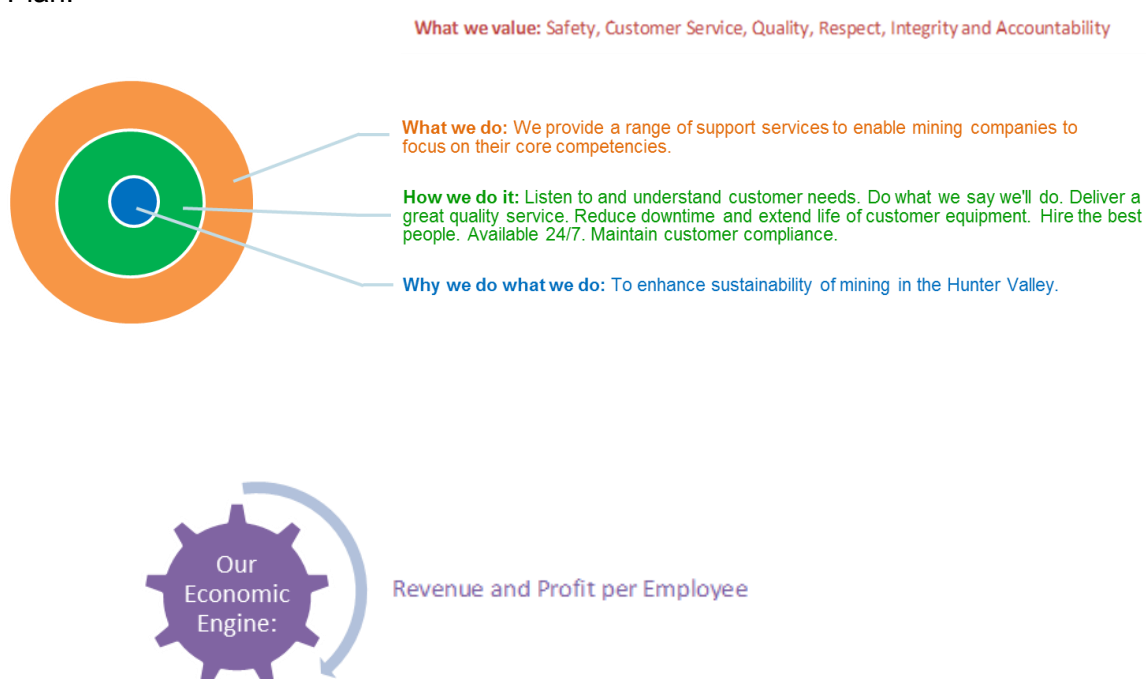 Plan.
What we value: Safety, Customer Service, Quality, Respect, Integrity and Accountability
What we do: We provide a range of support services to enable mining companies to
focus on their core competencies.
How we do it: Listen to and understand customer needs. Do what we say we'll do. Deliver a
great quality service. Reduce downtime and extend life of customer equipment. Hire the best
people. Available 24/7. Maintain customer compliance.
Why we do what we do: To enhance sustainability of mining in the Hunter Valley.
Our
Economic
Engine:
Revenue and Profit per Employee